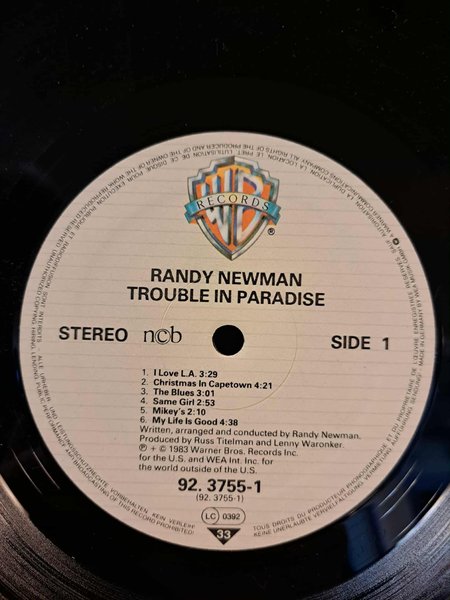 WB
RECORDS
RANDY NEWMAN
TROUBLE IN PARADISE
STEREO ncb SIDE 1
1. I Love L.A. 3:29
2. Christmas In Capetown 4:21
3. The Blues 3:01
4. Same Girl 2:53
5. Mikey's 2:10
6. My Life Is Good 4:38
Written, arranged and conducted by Randy Newman.
Produced by Russ Titelman and Lenny Waronker.
℗ + © 1983 Warner Bros. Records Inc.
for the U.S. and WEA Int. Inc. for
the world outside of the U.S.
92. 3755-1
(92. 3755-1)
LC 0392
33